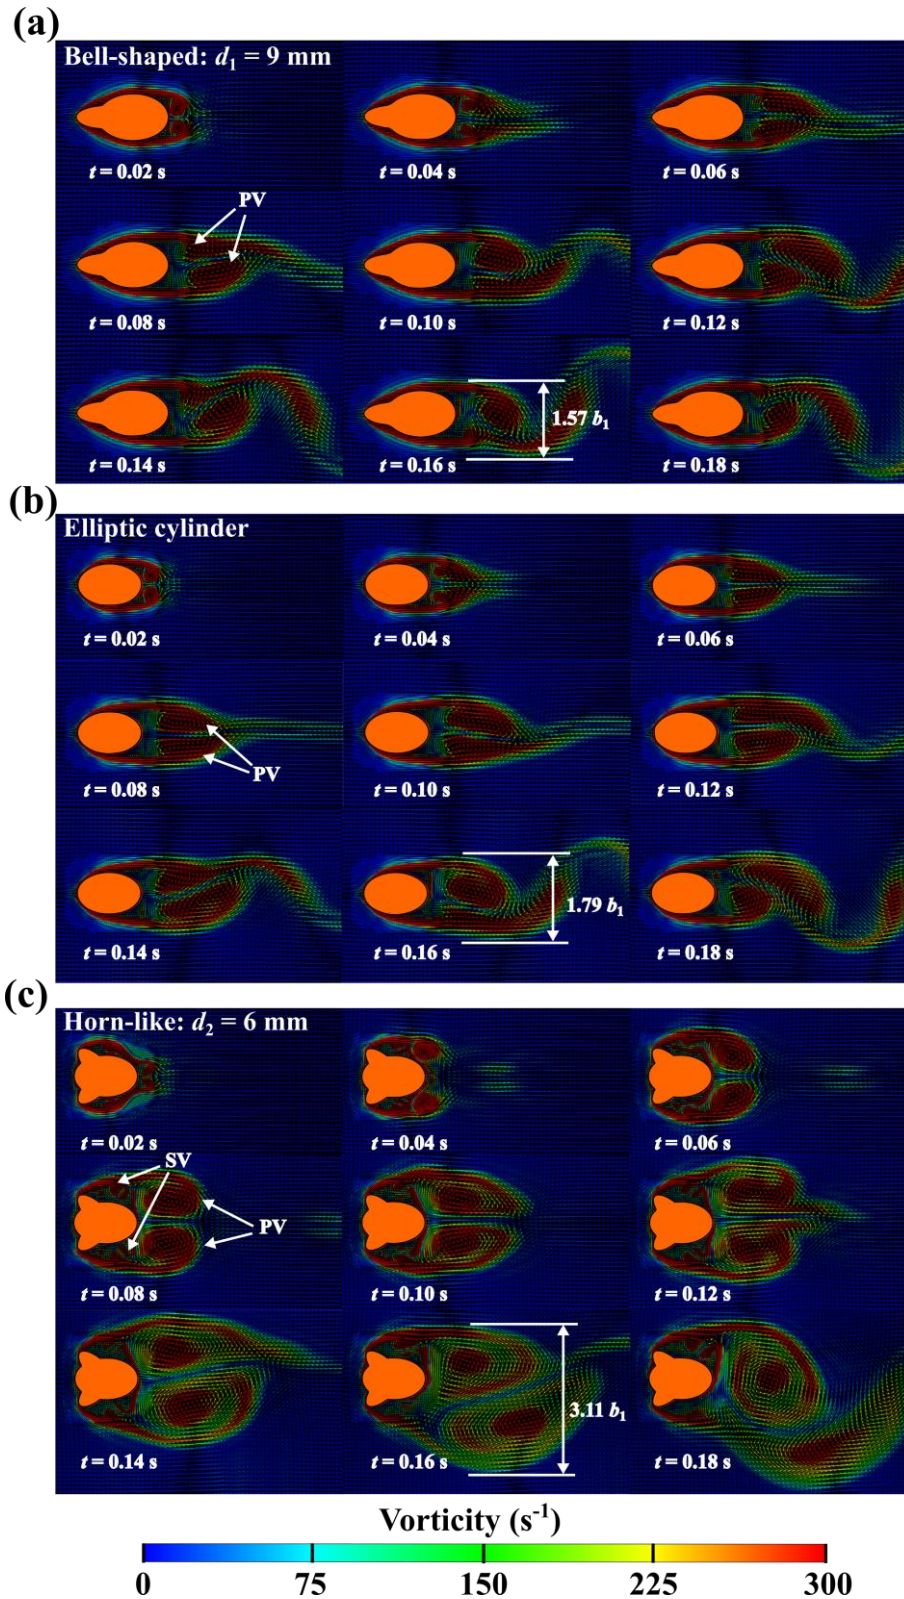 (a)
Bell-shaped: d₁ = 9 mm
t = 0.02 s
t = 0.04 s
t = 0.06 s
PV
t = 0.08 s
t = 0.10 s
t = 0.12 s
1.57 b₁
t = 0.14 s
t = 0.16 s
t = 0.18 s
(b)
Elliptic cylinder
t = 0.02 s
t = 0.04 s
t = 0.06 s
PV
t = 0.08 s
t = 0.10 s
t = 0.12 s
1.79 b₁
t = 0.14 s
t = 0.16 s
t = 0.18 s
(c)
Horn-like: d₂ = 6 mm
t = 0.02 s
t = 0.04 s
t = 0.06 s
SV
PV
t = 0.08 s
t = 0.10 s
t = 0.12 s
3.11 b₁
t = 0.14 s
t = 0.16 s
t = 0.18 s
Vorticity (s⁻¹)
0 75 150 225 300